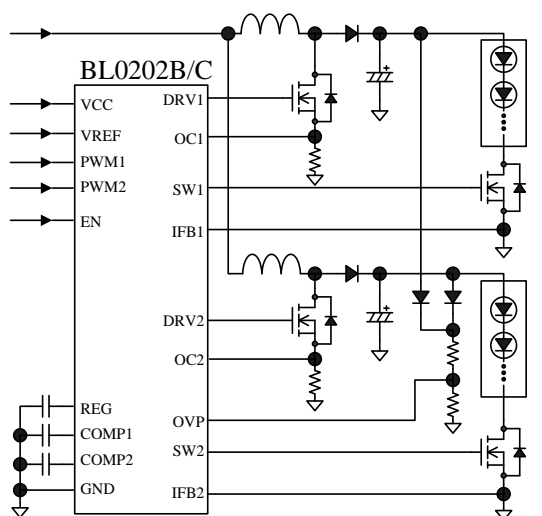 BL0202B/C
VCC
VREF
PWM1
PWM2
EN
REG
COMP1
COMP2
GND
DRV1
OC1
SW1
IFB1
DRV2
OC2
OVP
SW2
IFB2
+
+